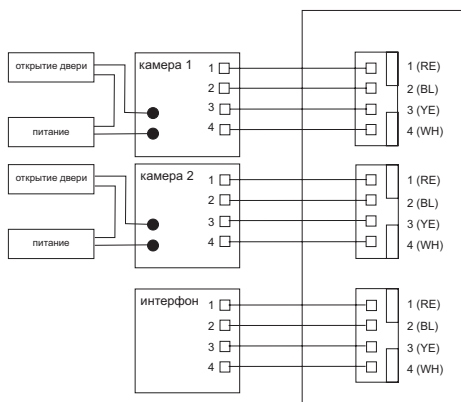 открытие двери
питание
камера 1
1
2
3
4
1 (RE)
2 (BL)
3 (YE)
4 (WH)
открытие двери
питание
камера 2
1
2
3
4
1 (RE)
2 (BL)
3 (YE)
4 (WH)
интерфон
1
2
3
4
1 (RE)
2 (BL)
3 (YE)
4 (WH)